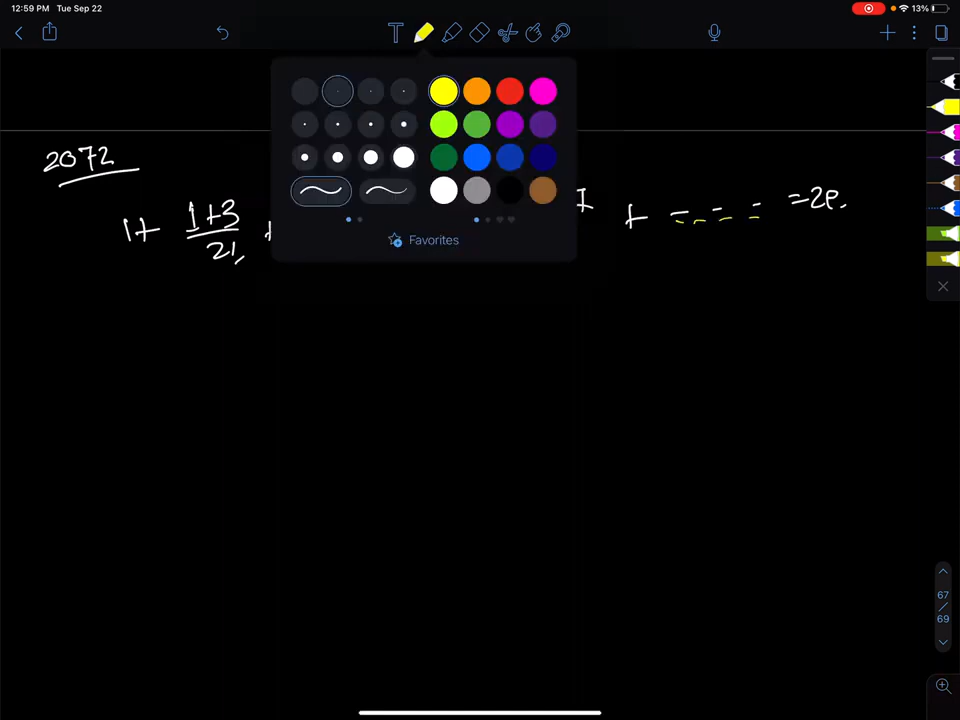 12:59 PM Tue Sep 22
13%
T
2072
1+ 1+3 + = 2e.
2!
Favorites
67
69